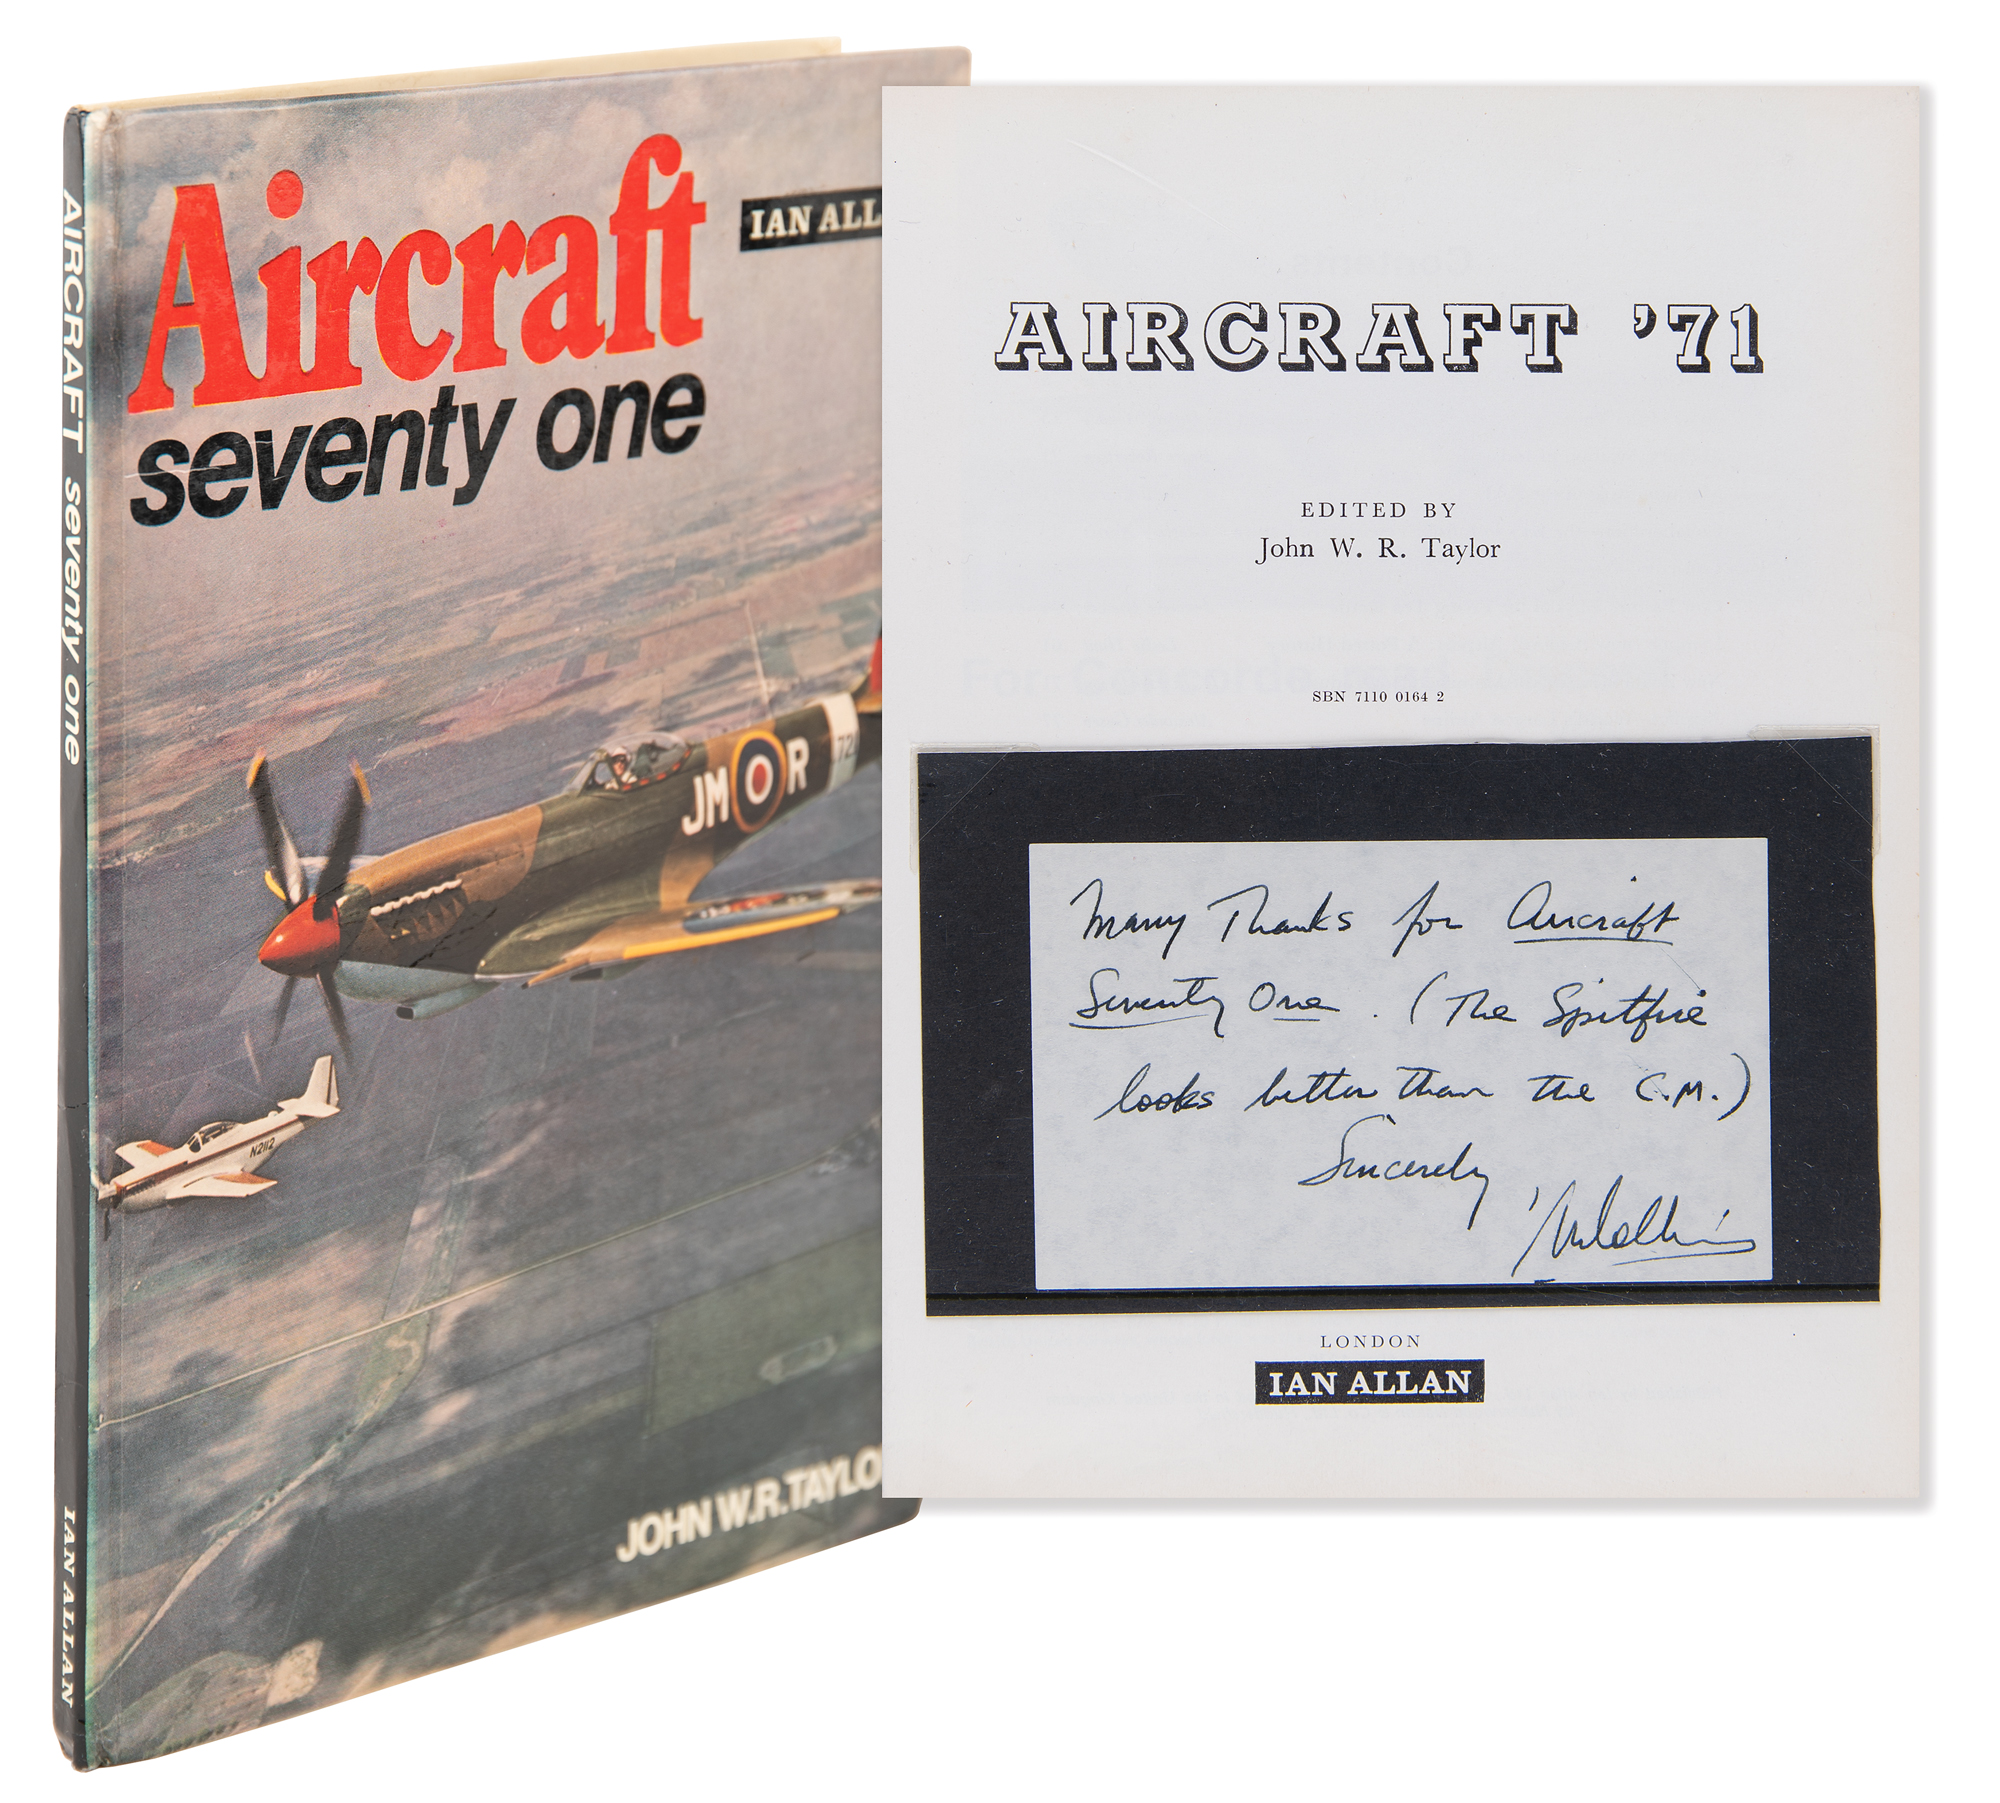 AIRCRAFT seventy one
IAN ALLAN
Aircraft
seventy one
IAN ALL
JM R
72
N2112
JOHN W.R.TAYLO
AIRCRAFT '71
EDITED BY
John W. R. Taylor
SBN 7110 0164 2
Many Thanks for Aircraft
Seventy One. (The Spitfire
looks better than the C.M.)
Sincerely
LONDON
IAN ALLAN